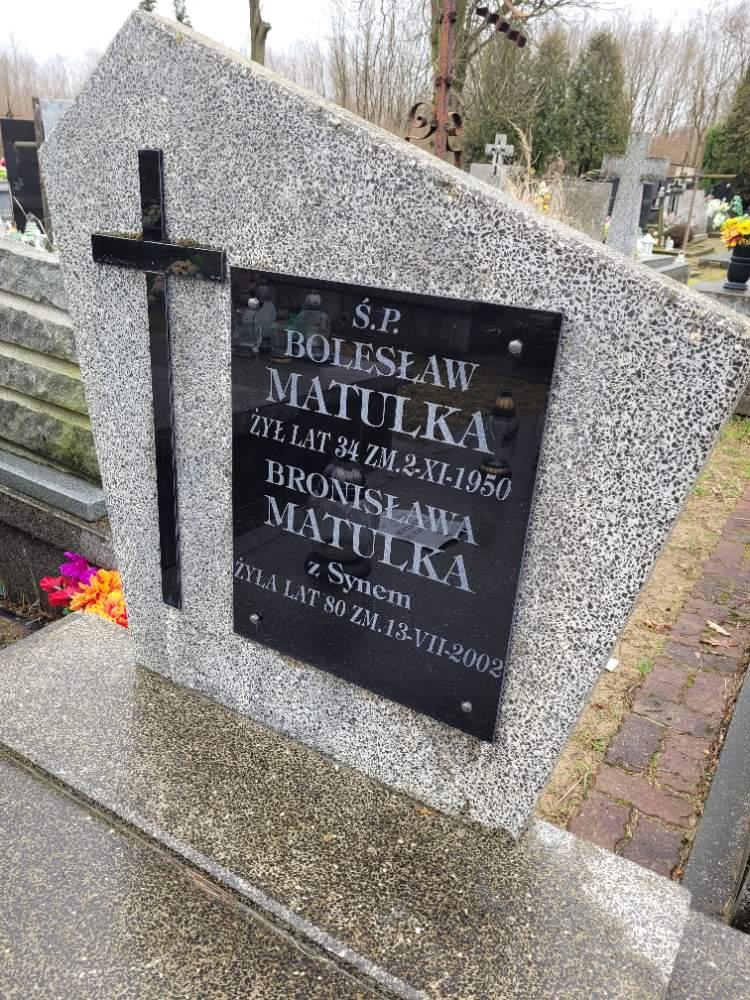 Ś.P.
BOLESŁAW
MATULKA
ŻYŁ LAT 34 ZM.2-XI-1950
BRONISŁAWA
MATULKA
z Synem
ŻYŁA LAT 80 ZM.13-VII-2002